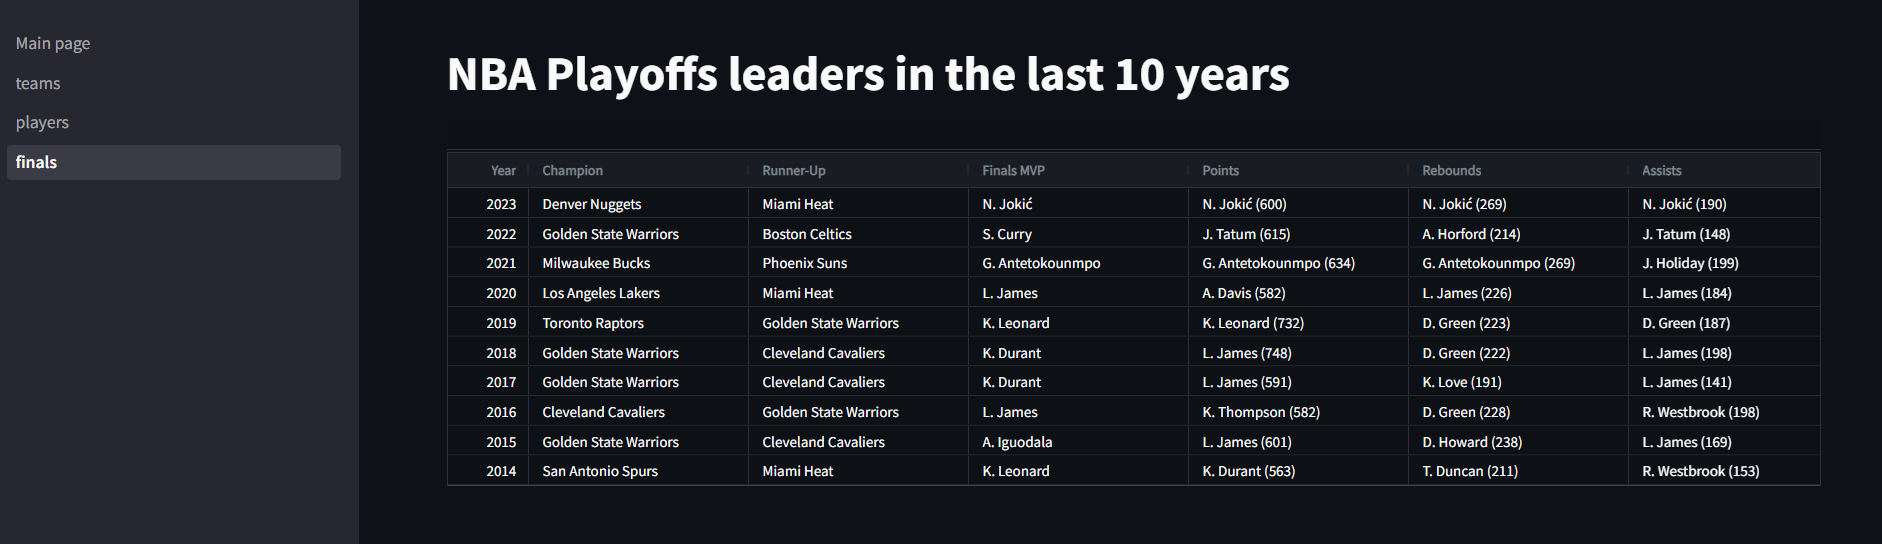 Main page
teams
players
finals
NBA Playoffs leaders in the last 10 years
Year Champion Runner-Up Finals MVP Points Rebounds Assists
2023 Denver Nuggets Miami Heat N. Jokić N. Jokić (600) N. Jokić (269) N. Jokić (190)
2022 Golden State Warriors Boston Celtics S. Curry J. Tatum (615) A. Horford (214) J. Tatum (148)
2021 Milwaukee Bucks Phoenix Suns G. Antetokounmpo G. Antetokounmpo (634) G. Antetokounmpo (269) J. Holiday (199)
2020 Los Angeles Lakers Miami Heat L. James A. Davis (582) L. James (226) L. James (184)
2019 Toronto Raptors Golden State Warriors K. Leonard K. Leonard (732) D. Green (223) D. Green (187)
2018 Golden State Warriors Cleveland Cavaliers K. Durant L. James (748) D. Green (222) L. James (198)
2017 Golden State Warriors Cleveland Cavaliers K. Durant L. James (591) K. Love (191) L. James (141)
2016 Cleveland Cavaliers Golden State Warriors L. James K. Thompson (582) D. Green (228) R. Westbrook (198)
2015 Golden State Warriors Cleveland Cavaliers A. Iguodala L. James (601) D. Howard (238) L. James (169)
2014 San Antonio Spurs Miami Heat K. Leonard K. Durant (563) T. Duncan (211) R. Westbrook (153)